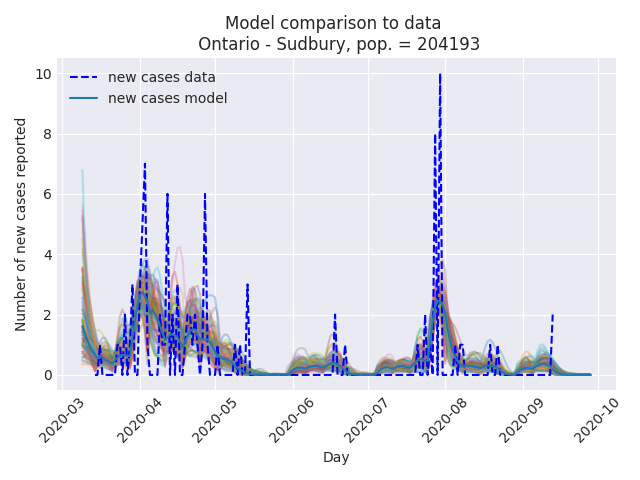 Model comparison to data
Ontario - Sudbury, pop. = 204193
new cases data
new cases model
Number of new cases reported
10
8
6
4
2
0
2020-03
2020-04
2020-05
2020-06
2020-07
2020-08
2020-09
2020-10
Day